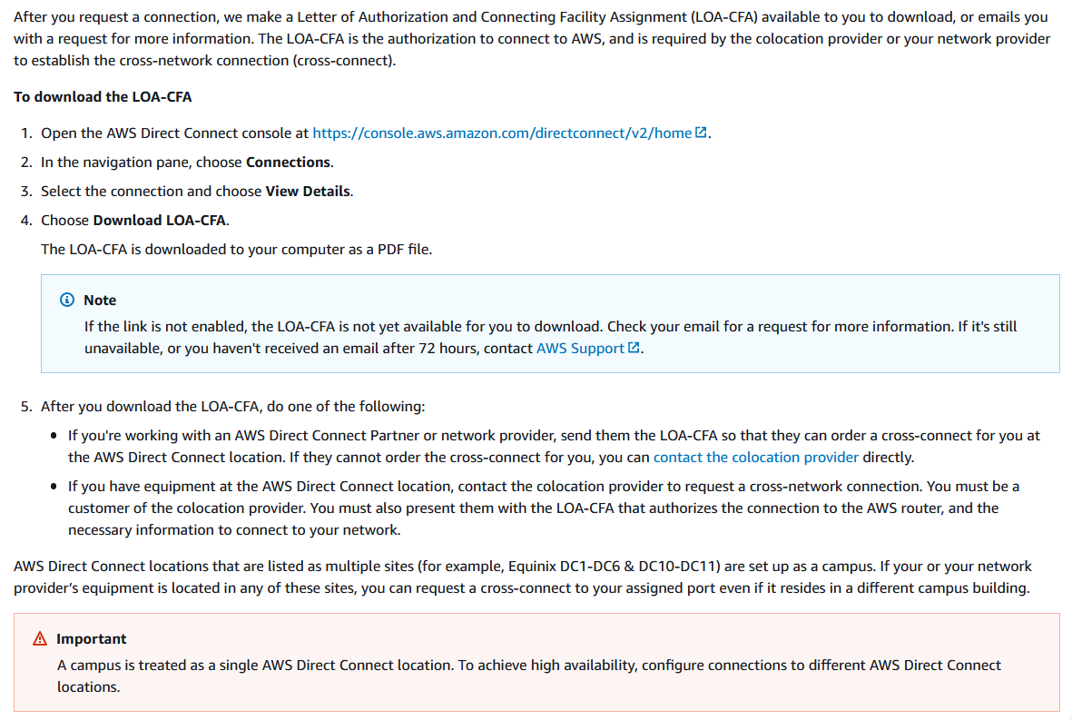 After you request a connection, we make a Letter of Authorization and Connecting Facility Assignment (LOA-CFA) available to you to download, or emails you
with a request for more information. The LOA-CFA is the authorization to connect to AWS, and is required by the colocation provider or your network provider
to establish the cross-network connection (cross-connect).
To download the LOA-CFA
1. Open the AWS Direct Connect console at https://console.aws.amazon.com/directconnect/v2/home.
2. In the navigation pane, choose Connections.
3. Select the connection and choose View Details.
4. Choose Download LOA-CFA.
The LOA-CFA is downloaded to your computer as a PDF file.
Note
If the link is not enabled, the LOA-CFA is not yet available for you to download. Check your email for a request for more information. If it's still
unavailable, or you haven't received an email after 72 hours, contact AWS Support.
5. After you download the LOA-CFA, do one of the following:
• If you're working with an AWS Direct Connect Partner or network provider, send them the LOA-CFA so that they can order a cross-connect for you at
the AWS Direct Connect location. If they cannot order the cross-connect for you, you can contact the colocation provider directly.
• If you have equipment at the AWS Direct Connect location, contact the colocation provider to request a cross-network connection. You must be a
customer of the colocation provider. You must also present them with the LOA-CFA that authorizes the connection to the AWS router, and the
necessary information to connect to your network.
AWS Direct Connect locations that are listed as multiple sites (for example, Equinix DC1-DC6 & DC10-DC11) are set up as a campus. If your or your network
provider's equipment is located in any of these sites, you can request a cross-connect to your assigned port even if it resides in a different campus building.
Important
A campus is treated as a single AWS Direct Connect location. To achieve high availability, configure connections to different AWS Direct Connect
locations.